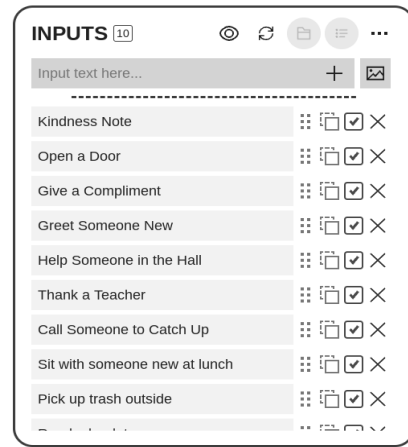 INPUTS 10
Input text here...
Kindness Note
Open a Door
Give a Compliment
Greet Someone New
Help Someone in the Hall
Thank a Teacher
Call Someone to Catch Up
Sit with someone new at lunch
Pick up trash outside